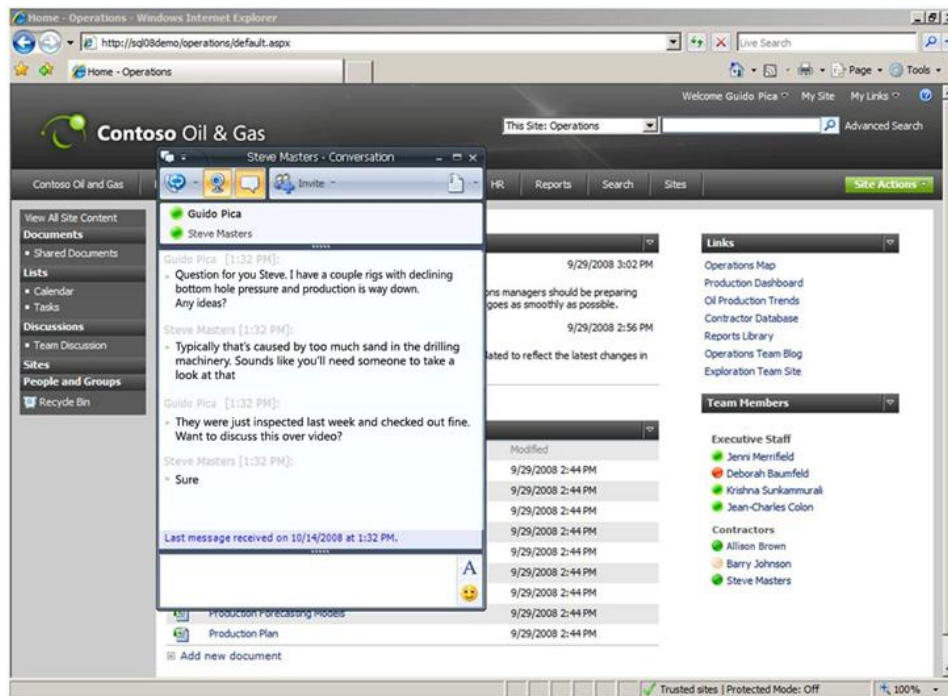 Home - Operations - Windows Internet Explorer
http://sql08demo/operations/default.aspx
Live Search
Home - Operations
Page
Tools
Welcome Guido Pica
My Site
My Links
Contoso Oil & Gas
This Site: Operations
Advanced Search
Contoso Oil and Gas
HR
Reports
Search
Sites
Site Actions
View All Site Content
Documents
Shared Documents
Lists
Calendar
Tasks
Discussions
Team Discussion
Sites
People and Groups
Recycle Bin
Steve Masters - Conversation
Invite
Guido Pica
Steve Masters
Guido Pica [1:32 PM]:
Question for you Steve. I have a couple rigs with declining
bottom hole pressure and production is way down.
Any ideas?
Steve Masters [1:32 PM]:
Typically that's caused by too much sand in the drilling
machinery. Sounds like you'll need someone to take a
look at that
Guido Pica [1:32 PM]:
They were just inspected last week and checked out fine.
Want to discuss this over video?
Steve Masters [1:32 PM]:
Sure
Last message received on 10/14/2008 at 1:32 PM.
A
9/29/2008 3:02 PM
ons managers should be preparing
goes as smoothly as possible.
9/29/2008 2:56 PM
lated to reflect the latest changes in
Modified
9/29/2008 2:44 PM
9/29/2008 2:44 PM
9/29/2008 2:44 PM
9/29/2008 2:44 PM
9/29/2008 2:44 PM
9/29/2008 2:44 PM
9/29/2008 2:44 PM
Production Forecasting Models 9/29/2008 2:44 PM
Production Plan 9/29/2008 2:44 PM
Add new document
Links
Operations Map
Production Dashboard
Oil Production Trends
Contractor Database
Reports Library
Operations Team Blog
Exploration Team Site
Team Members
Executive Staff
Jenni Merrifield
Deborah Baumfeld
Krishna Sunkammurali
Jean-Charles Colon
Contractors
Allison Brown
Barry Johnson
Steve Masters
Trusted sites | Protected Mode: Off
100%